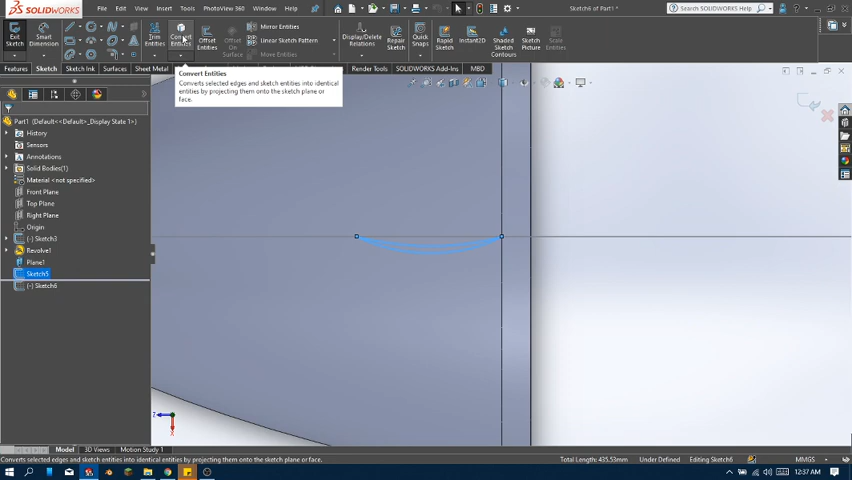 SOLIDWORKS
File Edit View Insert Tools PhotoView 360 Window Help
Sketch6 of Part1 *
Search SOLIDWORKS Help
Exit Sketch
Smart Dimension
Trim Entities
Convert Entities
Offset Entities
Offset On Surface
Mirror Entities
Linear Sketch Pattern
Move Entities
Display/Delete Relations
Repair Sketch
Quick Snaps
Rapid Sketch
Instant2D
Shaded Sketch Contours
Sketch Picture
Features Sketch Sketch Ink Surfaces Sheet Metal Render Tools SOLIDWORKS Add-Ins MBD
Convert Entities
Converts selected edges and sketch entities into identical
entities by projecting them onto the sketch plane or
face.
Part1 (Default<<Default>_Display State 1>)
History
Sensors
Annotations
Solid Bodies(1)
Material <not specified>
Front Plane
Top Plane
Right Plane
Origin
(-) Sketch3
Revolve1
Plane1
Sketch5
(-) Sketch6
Z
X
Model 3D Views Motion Study 1
Converts selected edges and sketch entities into identical entities by projecting them onto the sketch plane or face.
Total Length: 435.53mm Under Defined Editing Sketch6 MMGS
12:37 AM